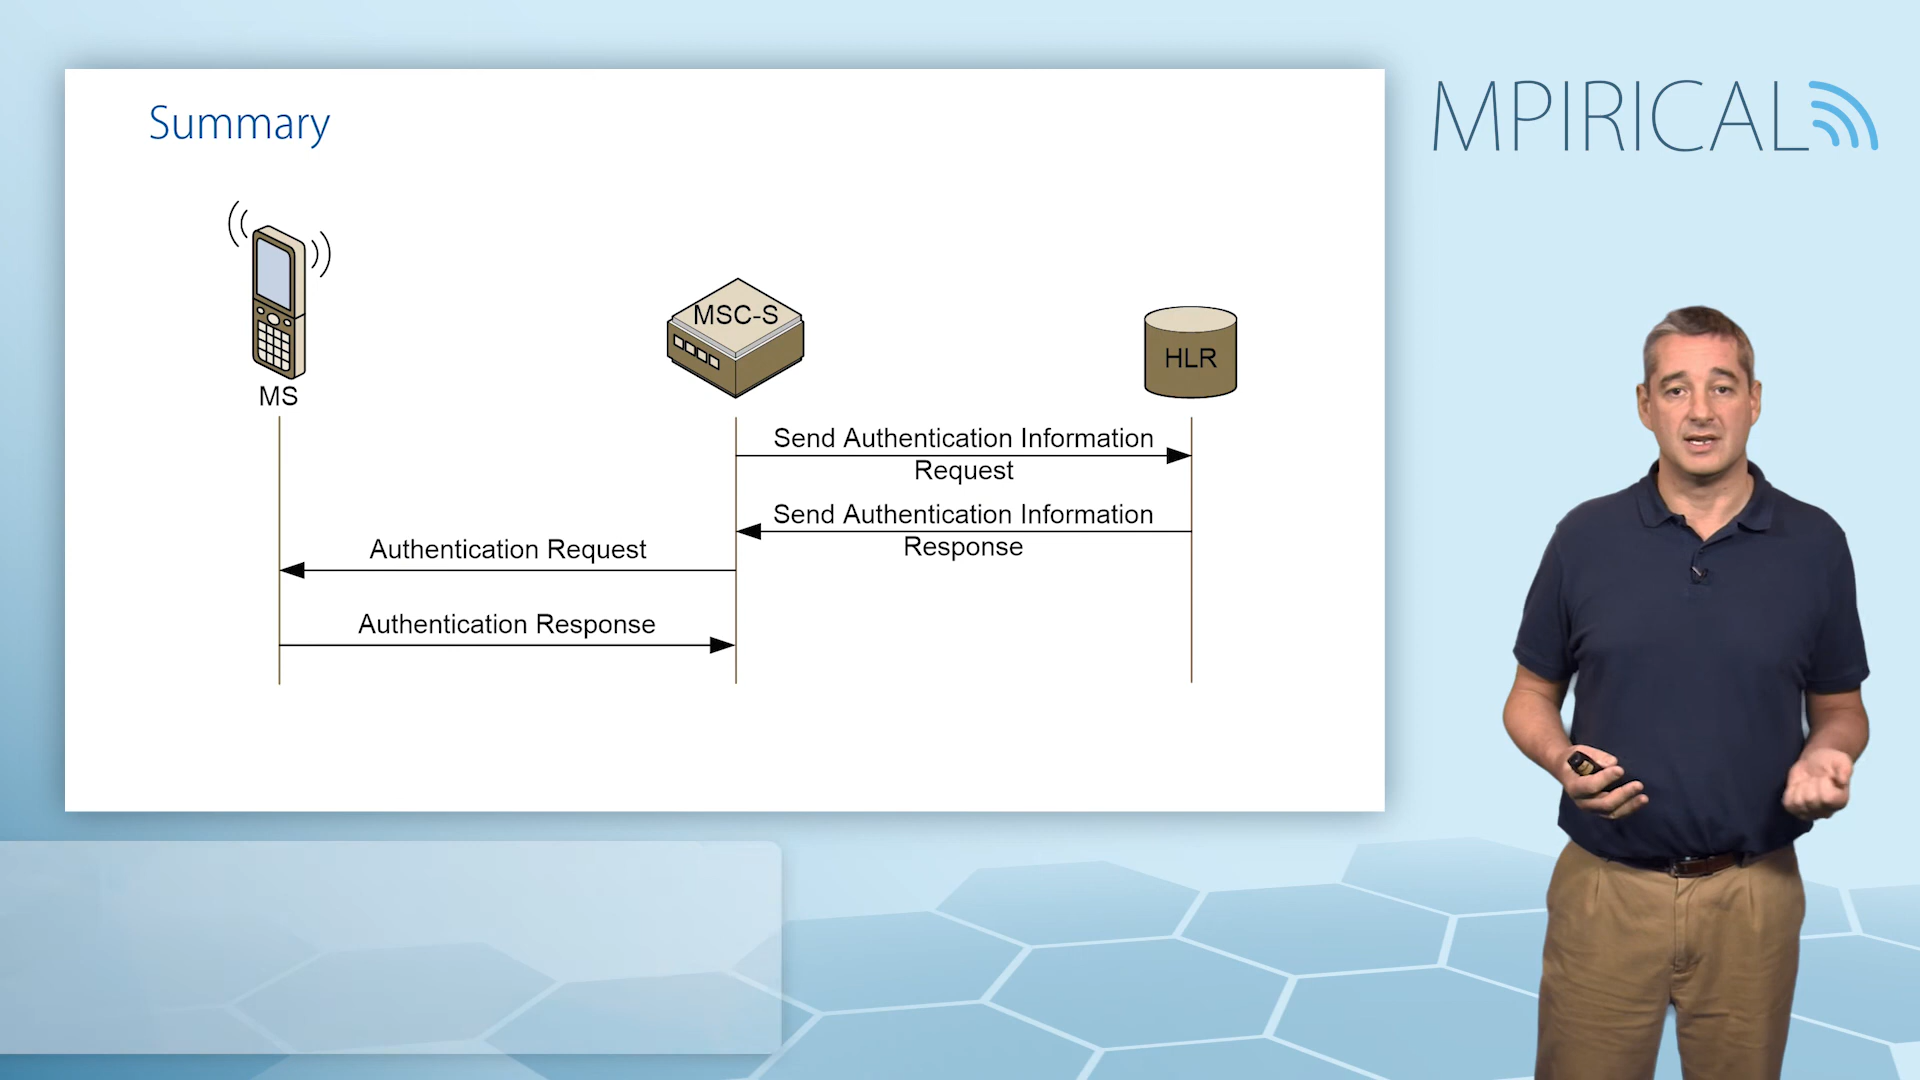 Summary
MPIRICAL
MSC-S
HLR
MS
Send Authentication Information
Request
Send Authentication Information
Response
Authentication Request
Authentication Response